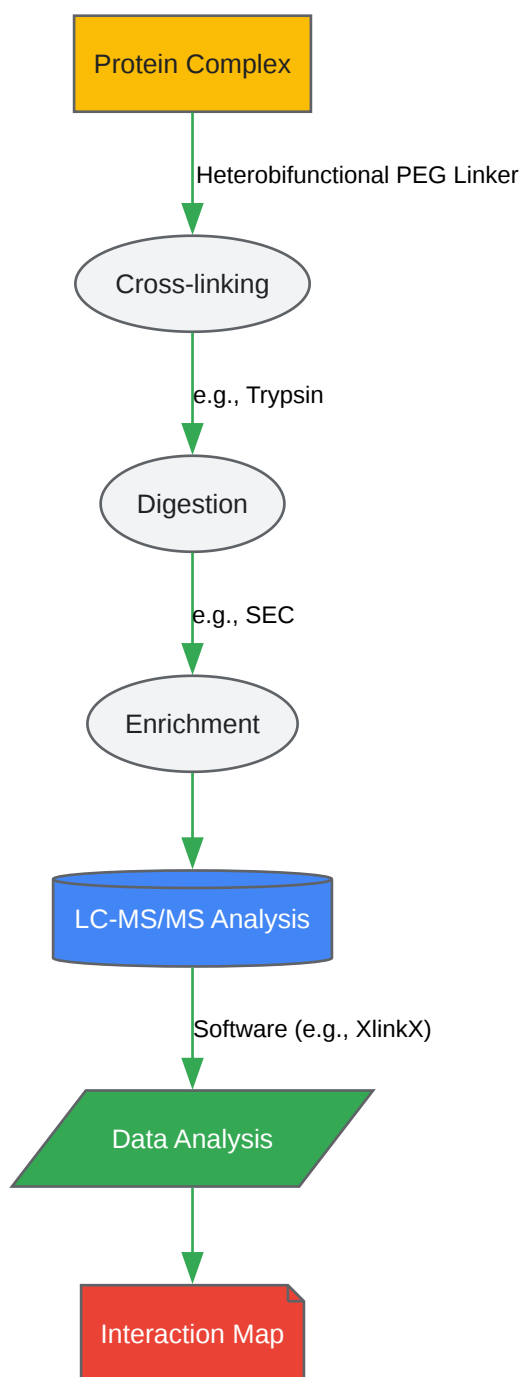 Protein Complex
Heterobifunctional PEG Linker
Cross-linking
e.g., Trypsin
Digestion
e.g., SEC
Enrichment
LC-MS/MS Analysis
Software (e.g., XlinkX)
Data Analysis
Interaction Map